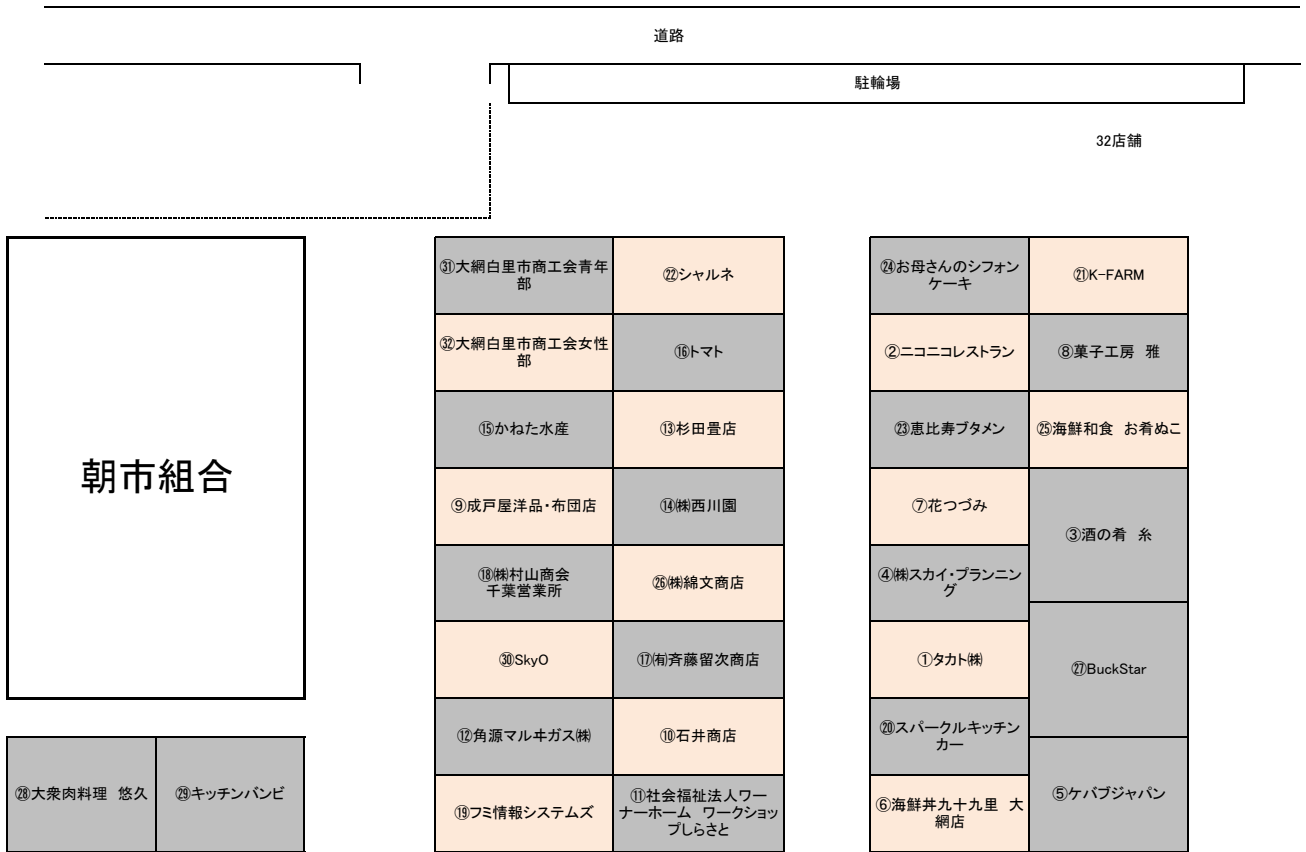 道路
駐輪場
32店舗
朝市組合
㉘大衆肉料理 悠久
㉙キッチンバンビ
㉛大網白里市商工会青年
部
㉒シャルネ
㉜大網白里市商工会女性
部
⑯トマト
⑮かねた水産
⑬杉田畳店
⑨成戸屋洋品・布団店
⑭㈱西川園
⑱㈱村山商会
千葉営業所
㉖㈱綿文商店
㉚SkyO
⑰㈲斉藤留次商店
⑫角源マルヰガス㈱
⑩石井商店
⑲フミ情報システムズ
⑪社会福祉法人ワー
ナーホーム ワークショッ
プしらさと
㉔お母さんのシフォン
ケーキ
㉑K-FARM
②ニコニコレストラン
⑧菓子工房 雅
㉓恵比寿ブタメン
㉕海鮮和食 お肴ぬこ
⑦花つづみ
③酒の肴 糸
④㈱スカイ・プランニン
グ
①タカト㈱
㉗BuckStar
⑳スパークルキッチン
カー
⑥海鮮丼九十九里 大
網店
⑤ケバブジャパン